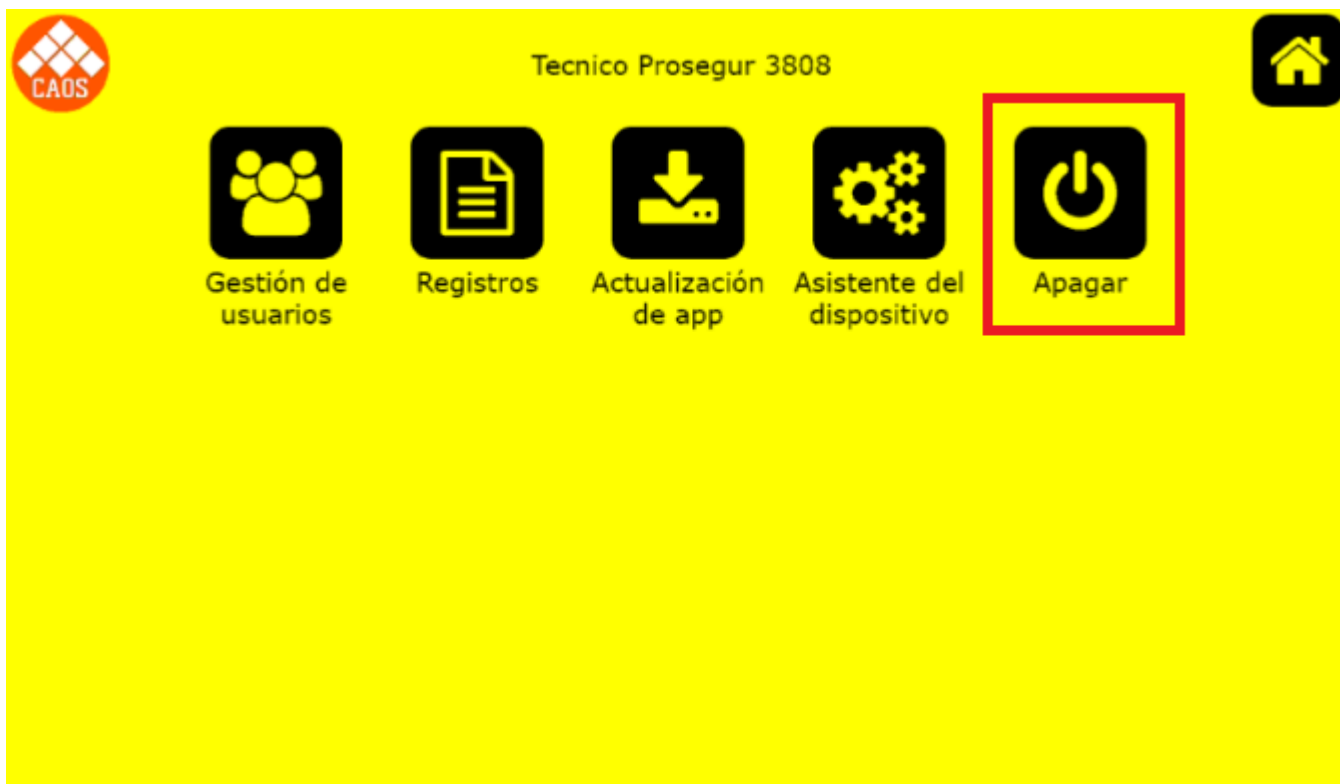 CAOS
Tecnico Prosegur 3808
Gestión de
usuarios
Registros
Actualización
de app
Asistente del
dispositivo
Apagar